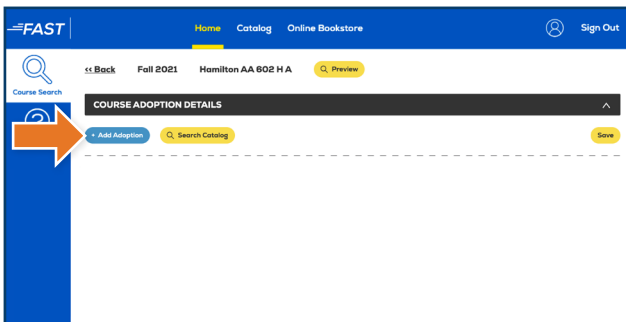 FAST
Home Catalog Online Bookstore Sign Out
Course Search
<< Back Fall 2021 Hamilton AA 602 H A Preview
COURSE ADOPTION DETAILS
+ Add Adoption Search Catalog Save